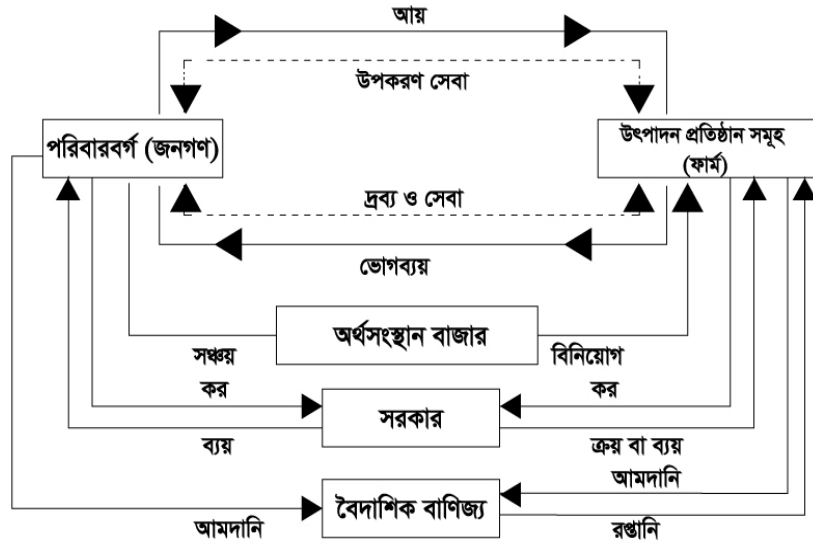 আয়
উপকরণ সেবা
পরিবারবর্গ (জনগণ)
উৎপাদন প্রতিষ্ঠান সমূহ
(ফার্ম)
দ্রব্য ও সেবা
ভোগব্যয়
অর্থসংস্থান বাজার
সঞ্চয়
বিনিয়োগ
কর
কর
সরকার
ব্যয়
ক্রয় বা ব্যয়
আমদানি
বৈদাশিক বাণিজ্য
আমদানি
রপ্তানি